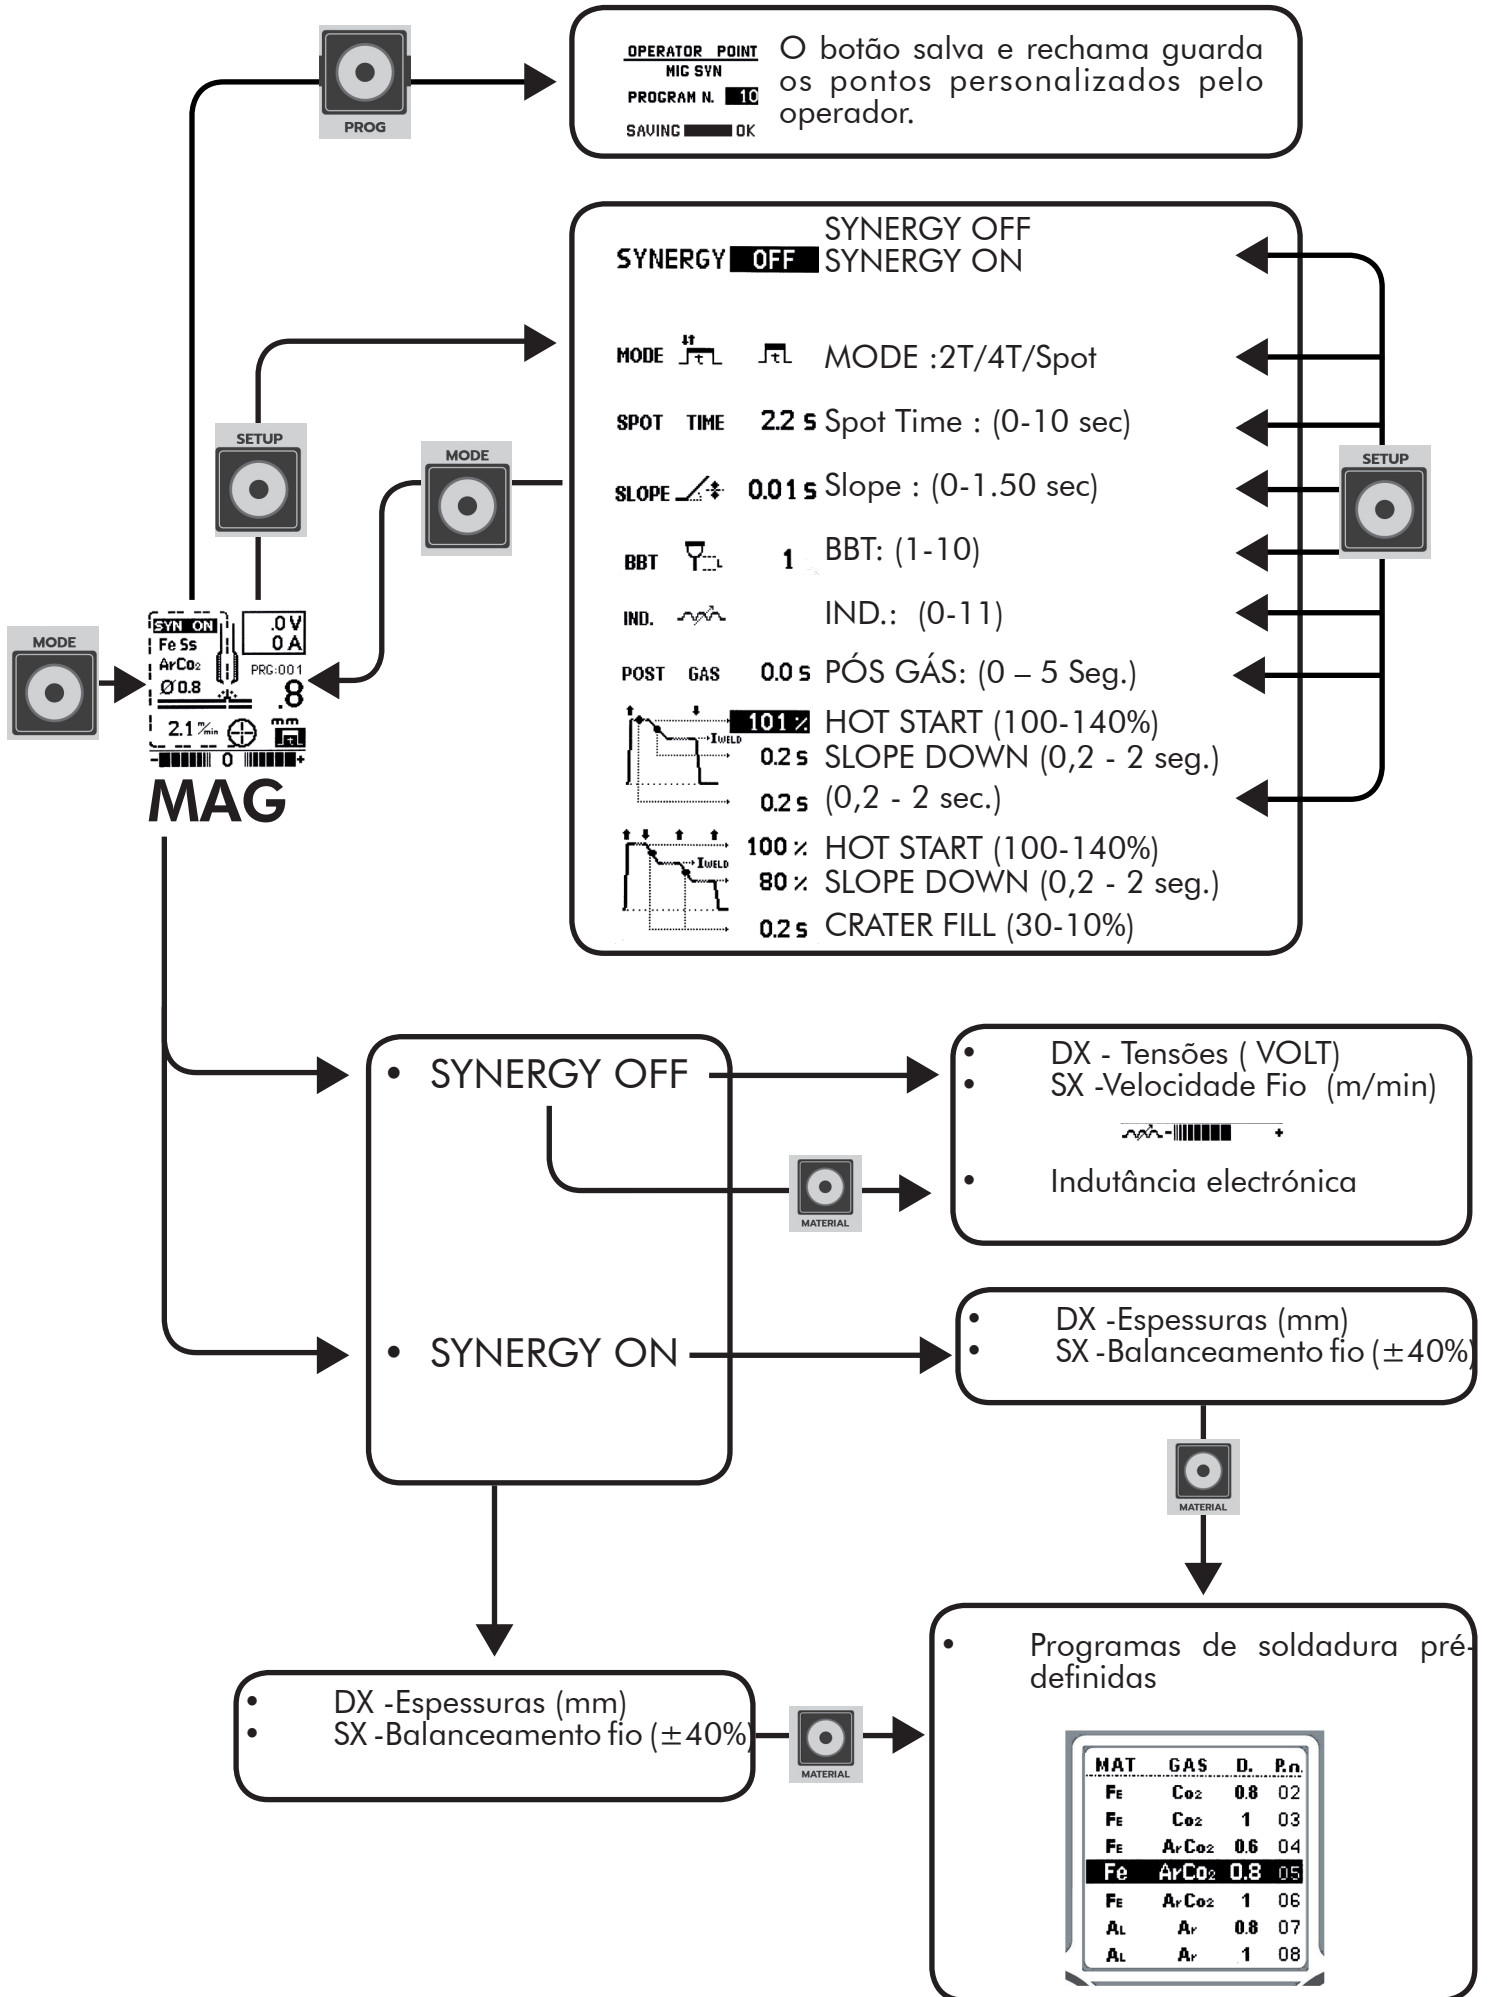 PROG
OPERATOR POINT
MIG SYN
PROGRAM N. 10
SAVING OK
O botão salva e rechama guarda
os pontos personalizados pelo
operador.
SYNERGY OFF
SYNERGY OFF
SYNERGY ON
MODE
t
t
MODE :2T/4T/Spot
SPOT TIME 2.2 s
Spot Time : (0-10 sec)
SLOPE 0.01 s
Slope : (0-1.50 sec)
BBT L 1
BBT: (1-10)
IND.
IND.: (0-11)
POST GAS 0.0 s
PÓS GÁS: (0 – 5 Seg.)
101 %
HOT START (100-140%)
IWELD
0.2 s
SLOPE DOWN (0,2 - 2 seg.)
0.2 s
(0,2 - 2 sec.)
100 %
HOT START (100-140%)
IWELD
80 %
SLOPE DOWN (0,2 - 2 seg.)
0.2 s
CRATER FILL (30-10%)
SETUP
SETUP
MODE
MODE
SYN ON
.0 V
0 A
Fe Ss
ArCo2
PRG:001
Ø 0.8
.8
2.1 m/min
mm
t
- 0 +
MAG
• SYNERGY OFF
• DX - Tensões ( VOLT)
• SX -Velocidade Fio (m/min)
- +
• Indutância electrónica
MATERIAL
• SYNERGY ON
• DX -Espessuras (mm)
• SX -Balanceamento fio (±40%)
MATERIAL
• DX -Espessuras (mm)
• SX -Balanceamento fio (±40%)
MATERIAL
• Programas de soldadura pré-
definidas
MAT GAS D. P.n.
FE Co2 0.8 02
FE Co2 1 03
FE ArCo2 0.6 04
Fe ArCo2 0.8 05
FE ArCo2 1 06
AL Ar 0.8 07
AL Ar 1 08